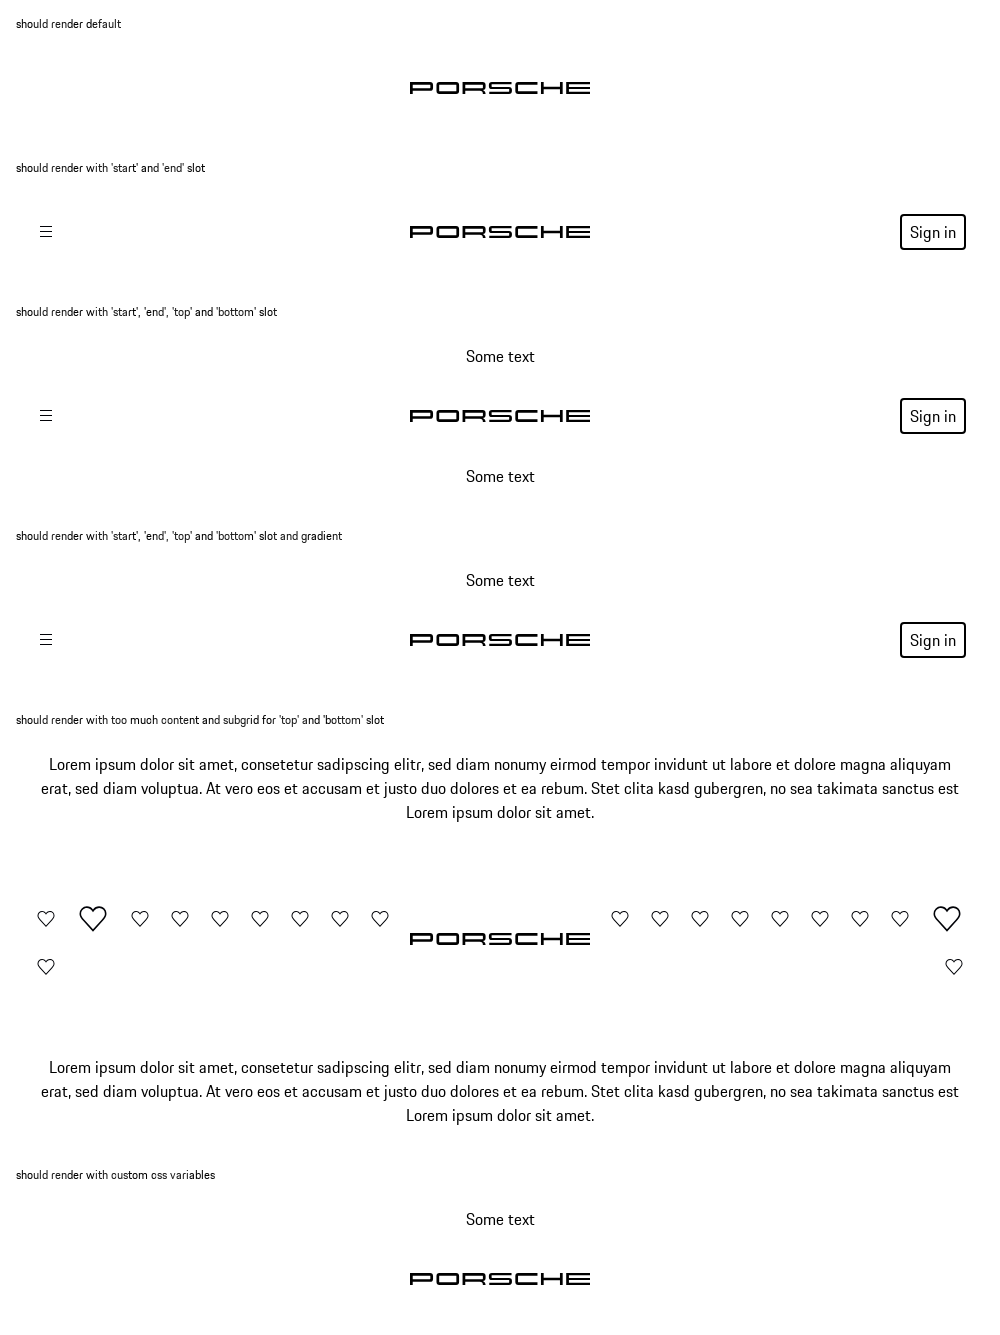 should render default
PORSCHE
should render with 'start' and 'end' slot
PORSCHE
Sign in
should render with 'start', 'end', 'top' and 'bottom' slot
Some text
PORSCHE
Sign in
Some text
should render with 'start', 'end', 'top' and 'bottom' slot and gradient
Some text
PORSCHE
Sign in
should render with too much content and subgrid for 'top' and 'bottom' slot
Lorem ipsum dolor sit amet, consetetur sadipscing elitr, sed diam nonumy eirmod tempor invidunt ut labore et dolore magna aliquyam
erat, sed diam voluptua. At vero eos et accusam et justo duo dolores et ea rebum. Stet clita kasd gubergren, no sea takimata sanctus est
Lorem ipsum dolor sit amet.
PORSCHE
Lorem ipsum dolor sit amet, consetetur sadipscing elitr, sed diam nonumy eirmod tempor invidunt ut labore et dolore magna aliquyam
erat, sed diam voluptua. At vero eos et accusam et justo duo dolores et ea rebum. Stet clita kasd gubergren, no sea takimata sanctus est
Lorem ipsum dolor sit amet.
should render with custom css variables
Some text
PORSCHE